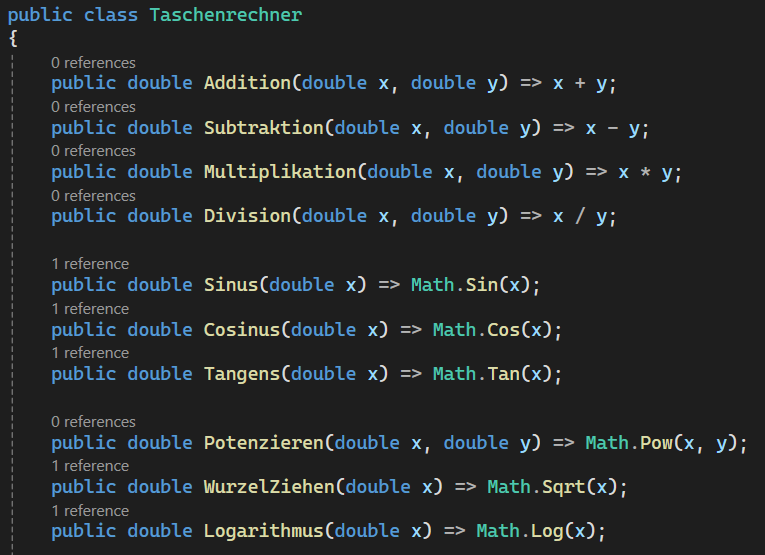 public class Taschenrechner
{
0 references
public double Addition(double x, double y) => x + y;
0 references
public double Subtraktion(double x, double y) => x - y;
0 references
public double Multiplikation(double x, double y) => x * y;
0 references
public double Division(double x, double y) => x / y;
1 reference
public double Sinus(double x) => Math.Sin(x);
1 reference
public double Cosinus(double x) => Math.Cos(x);
1 reference
public double Tangens(double x) => Math.Tan(x);
0 references
public double Potenzieren(double x, double y) => Math.Pow(x, y);
1 reference
public double WurzelZiehen(double x) => Math.Sqrt(x);
1 reference
public double Logarithmus(double x) => Math.Log(x);